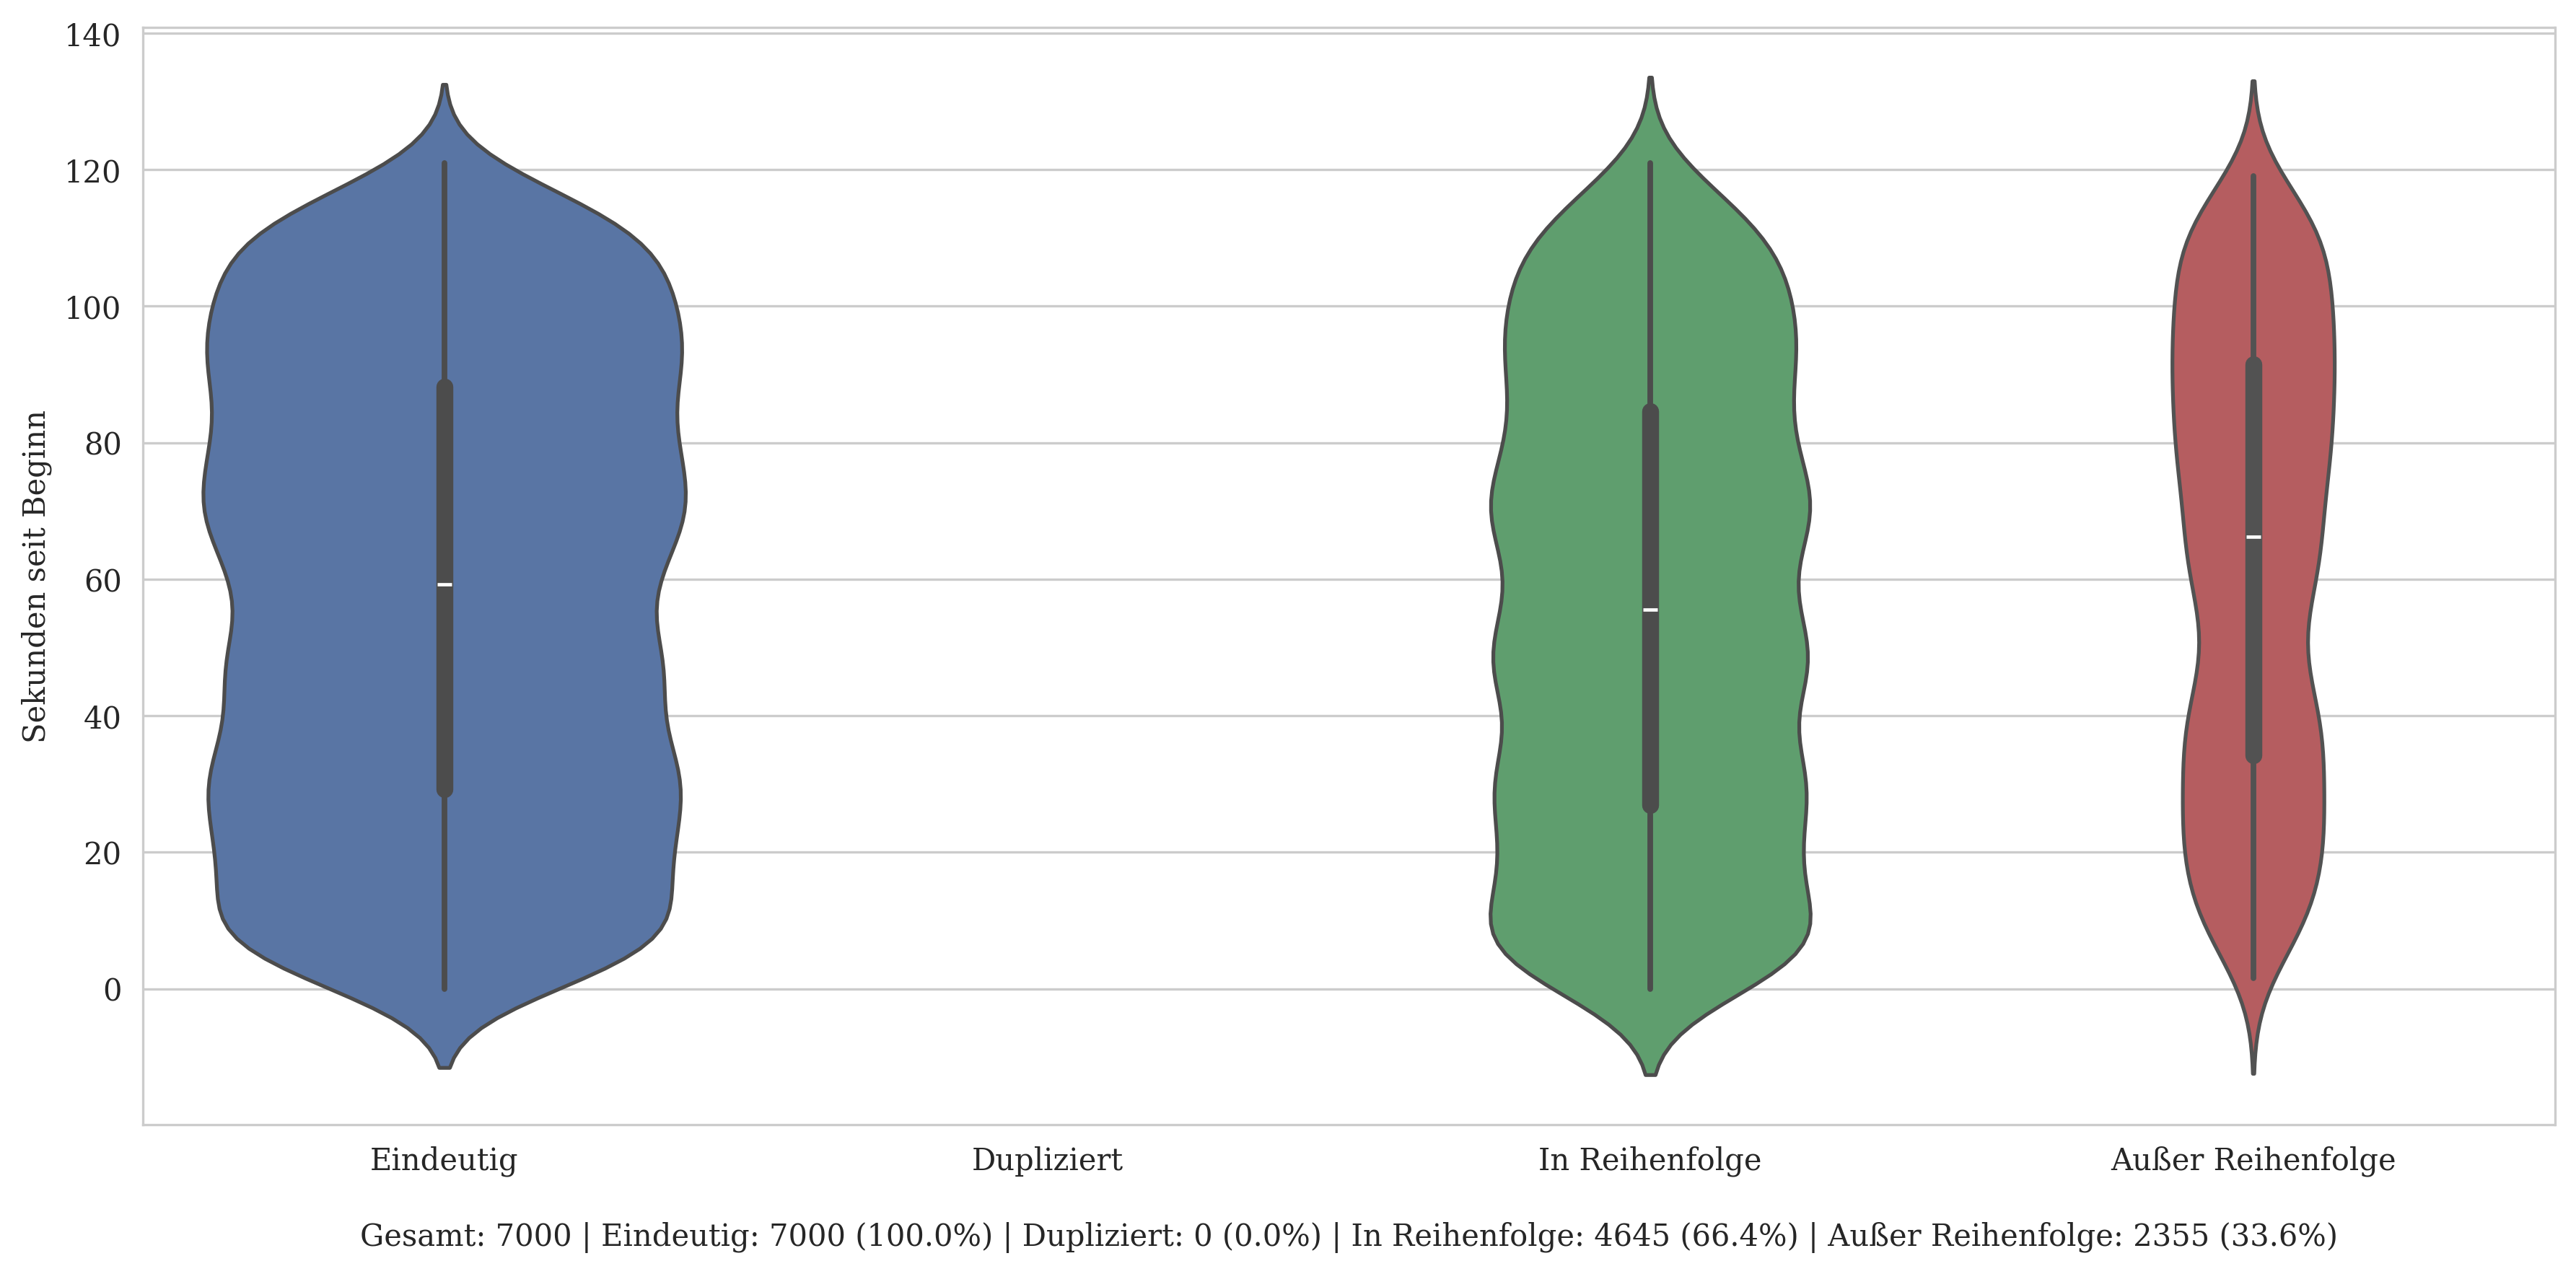 140
120
100
80
60
40
20
0
Sekunden seit Beginn
Eindeutig Dupliziert In Reihenfolge Außer Reihenfolge
Gesamt: 7000 | Eindeutig: 7000 (100.0%) | Dupliziert: 0 (0.0%) | In Reihenfolge: 4645 (66.4%) | Außer Reihenfolge: 2355 (33.6%)